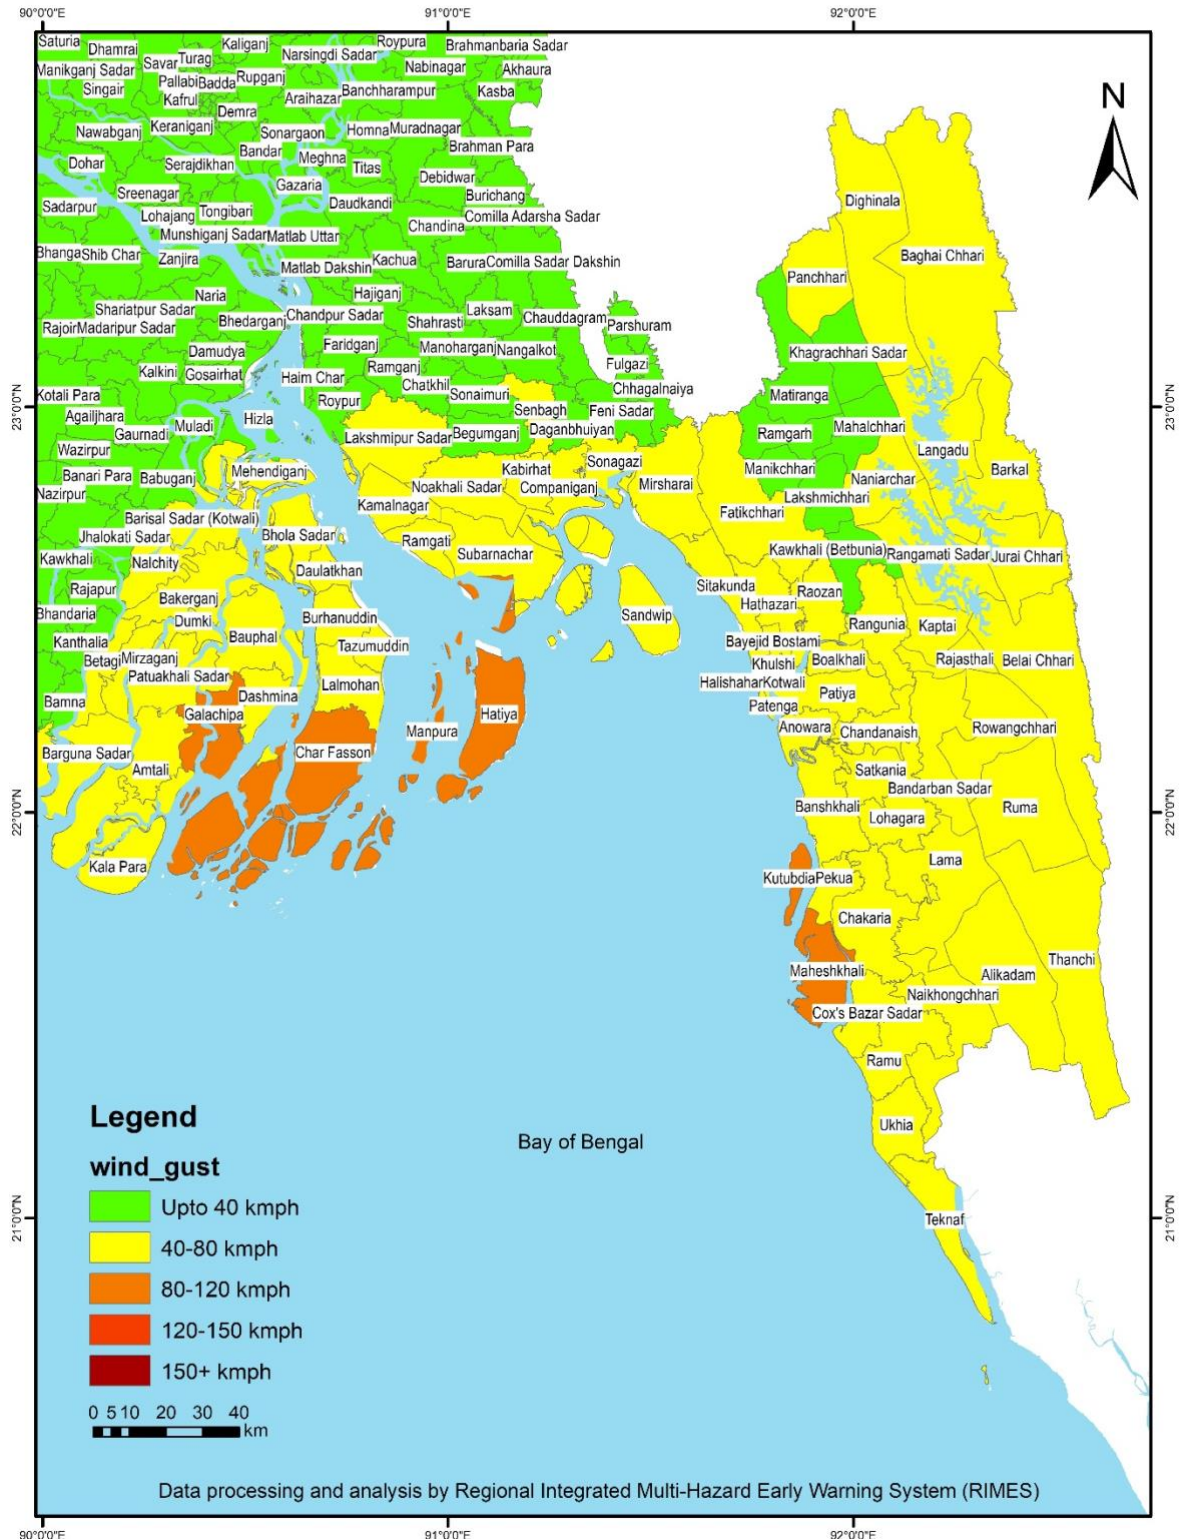 90°0'0"E
91°0'0"E
92°0'0"E
Saturia
Dhamrai
Kaliganj
Roypura
Brahmanbaria Sadar
Savar
Turag
Narsingdi Sadar
Manikganj Sadar
Nabinagar
Akhaura
Singair
Pallabi
Badda
Rupganj
Banchharampur
Kasba
Kafrul
Araihazar
Demra
Nawabganj
Keraniganj
Sonargaon
Homna
Muradnagar
N
Bandar
Meghna
Brahman Para
Dohar
Serajdikhan
Titas
Debidwar
Gazaria
Sreenagar
Burichang
Sadarpur
Lohajang
Tongibari
Daudkandi
Comilla Adarsha Sadar
Dighinala
Munshiganj Sadar
Matlab Uttar
Chandina
Bhanga
Shib Char
Zanjira
Kachua
Barura
Comilla Sadar Dakshin
Baghai Chhari
Matlab Dakshin
Panchhari
Naria
Hajiganj
Shariatpur Sadar
Laksam
Rajoir
Madaripur Sadar
Bhedarganj
Chandpur Sadar
Shahrasti
Chauddagram
Parshuram
Damudya
Faridganj
Manoharganj
Nangalkot
Khagrachhari Sadar
Kalkini
Gosairhat
Haim Char
Ramganj
Fulgazi
Kotali Para
Roypur
Chatkhil
Sonaimuri
Chhagalnaiya
Matiranga
23°0'0"N
23°0'0"N
Agailjhara
Hizla
Senbagh
Feni Sadar
Gaurnadi
Muladi
Lakshmipur Sadar
Begumganj
Daganbhuiyan
Ramgarh
Mahalchhari
Wazirpur
Langadu
Banari Para
Babuganj
Mehendiganj
Kabirhat
Sonagazi
Manikchhari
Barkal
Nazirpur
Noakhali Sadar
Companiganj
Mirsharai
Naniarchar
Kamalnagar
Lakshmichhari
Barisal Sadar (Kotwali)
Fatikchhari
Jhalokati Sadar
Bhola Sadar
Ramgati
Kawkhali
Nalchity
Subarnachar
Kawkhali (Betbunia)
Rangamati Sadar
Jurai Chhari
Daulatkhan
Rajapur
Bakerganj
Sitakunda
Raozan
Bhandaria
Dumki
Burhanuddin
Sandwip
Hathazari
Rangunia
Kaptai
Kanthalia
Bauphal
Tazumuddin
Bayejid Bostami
Betagi
Mirzaganj
Khulshi
Boalkhali
Rajasthali
Belai Chhari
Patuakhali Sadar
Lalmohan
Halishahar
Kotwali
Patiya
Bamna
Dashmina
Galachipa
Hatiya
Patenga
Manpura
Anowara
Chandanaish
Rowangchhari
Barguna Sadar
Char Fasson
Amtali
Satkania
Bandarban Sadar
22°0'0"N
22°0'0"N
Banshkhali
Lohagara
Ruma
Kala Para
Lama
Kutubdia
Pekua
Chakaria
Thanchi
Maheshkhali
Alikadam
Naikhongchhari
Cox's Bazar Sadar
Ramu
Legend
Ukhia
Bay of Bengal
wind_gust
Upto 40 kmph
21°0'0"N
21°0'0"N
Teknaf
40-80 kmph
80-120 kmph
120-150 kmph
150+ kmph
0 5 10 20 30 40
km
Data processing and analysis by Regional Integrated Multi-Hazard Early Warning System (RIMES)
90°0'0"E
91°0'0"E
92°0'0"E